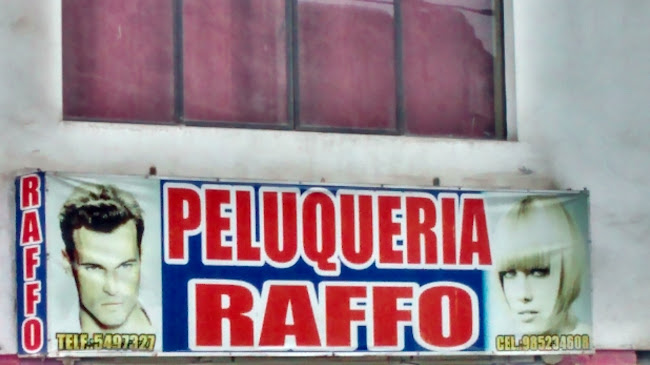 RAFFO
PELUQUERIA
RAFFO
TELF.:5497327
CEL.:985234608